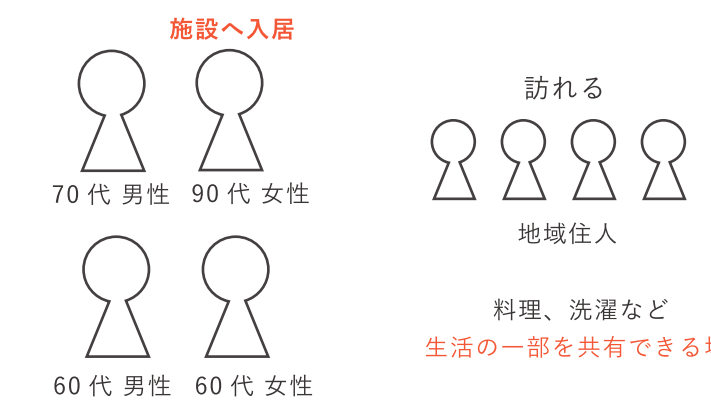 施設へ入居
70代 男性
90代 女性
60代 男性
60代 女性
訪れる
地域住人
料理、洗濯など
生活の一部を共有できる